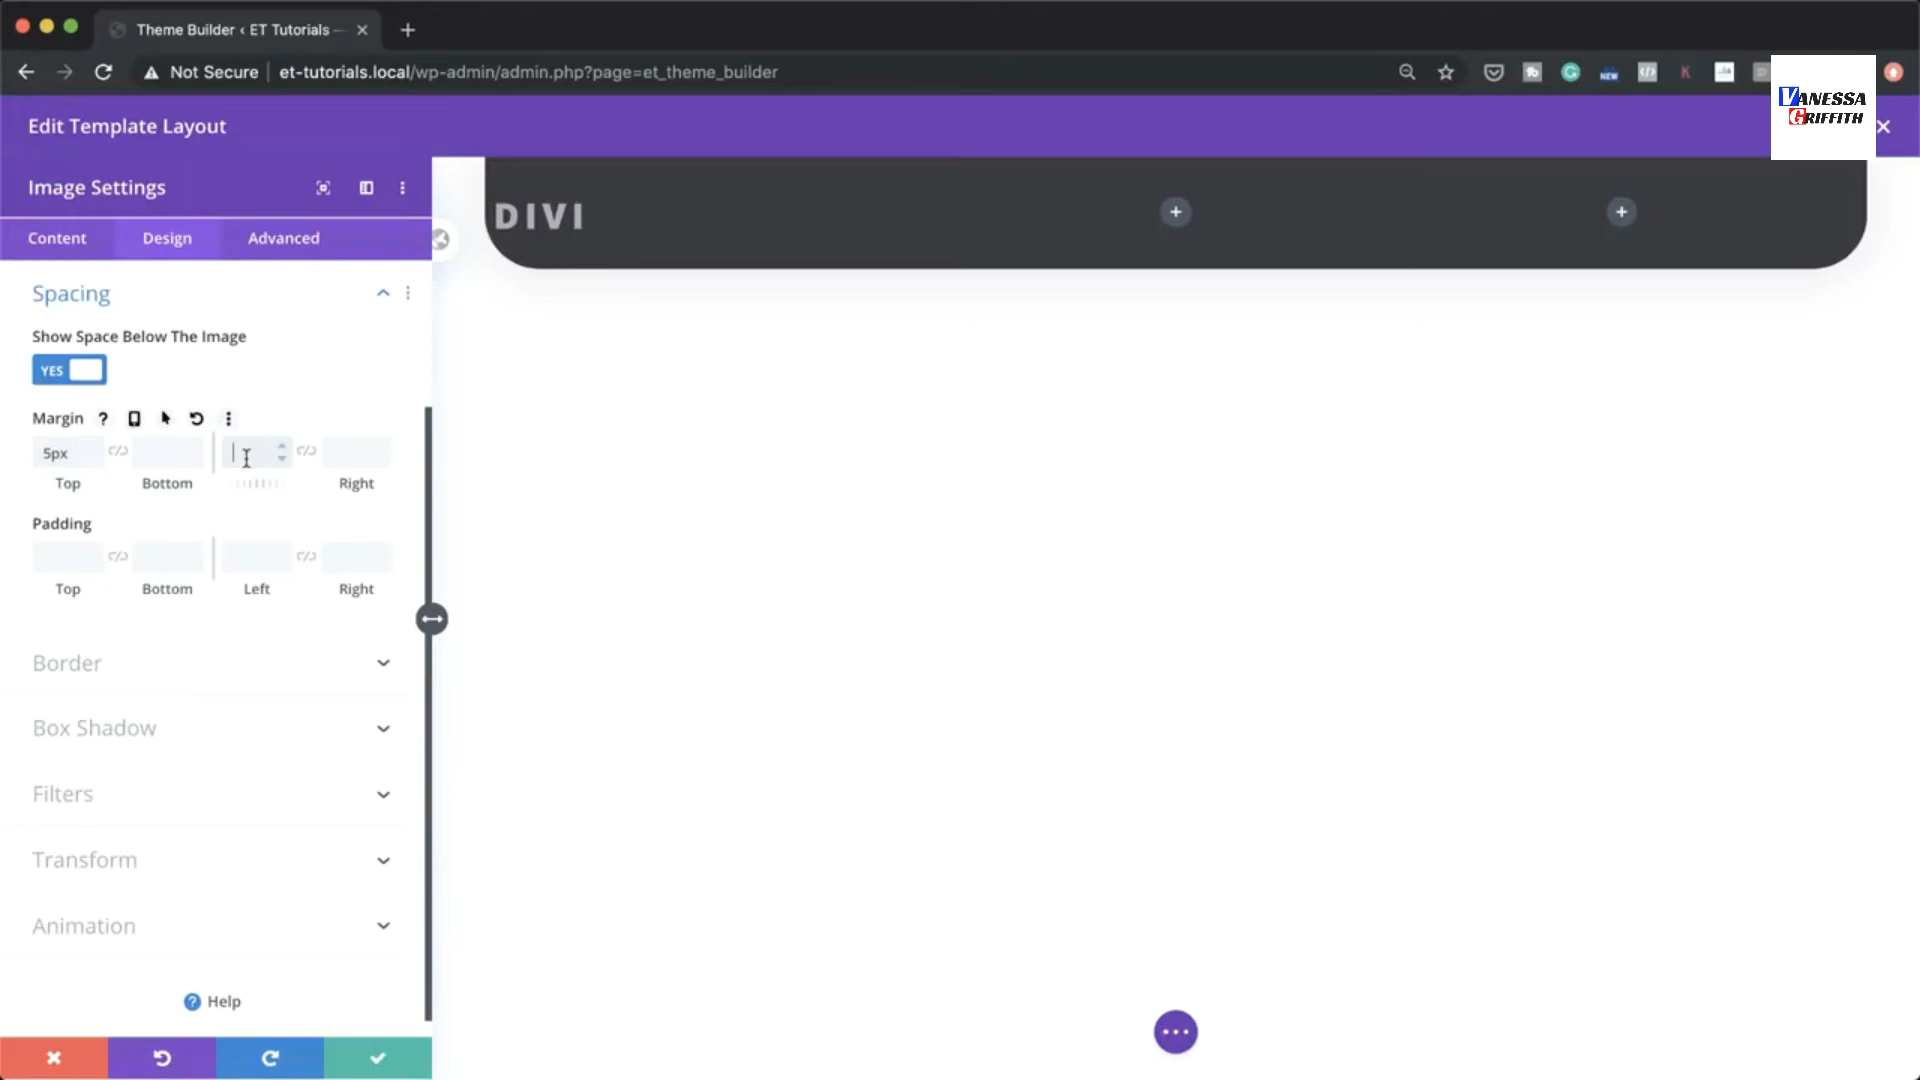 Theme Builder ‹ ET Tutorials —
Not Secure
et-tutorials.local/wp-admin/admin.php?page=et_theme_builder
NEW
K
VANESSA
GRIFFITH
Edit Template Layout
Image Settings
Content
Design
Advanced
DIVI
Spacing
Show Space Below The Image
YES
Margin
5px
Top
Bottom
Right
Padding
Top
Bottom
Left
Right
Border
Box Shadow
Filters
Transform
Animation
Help